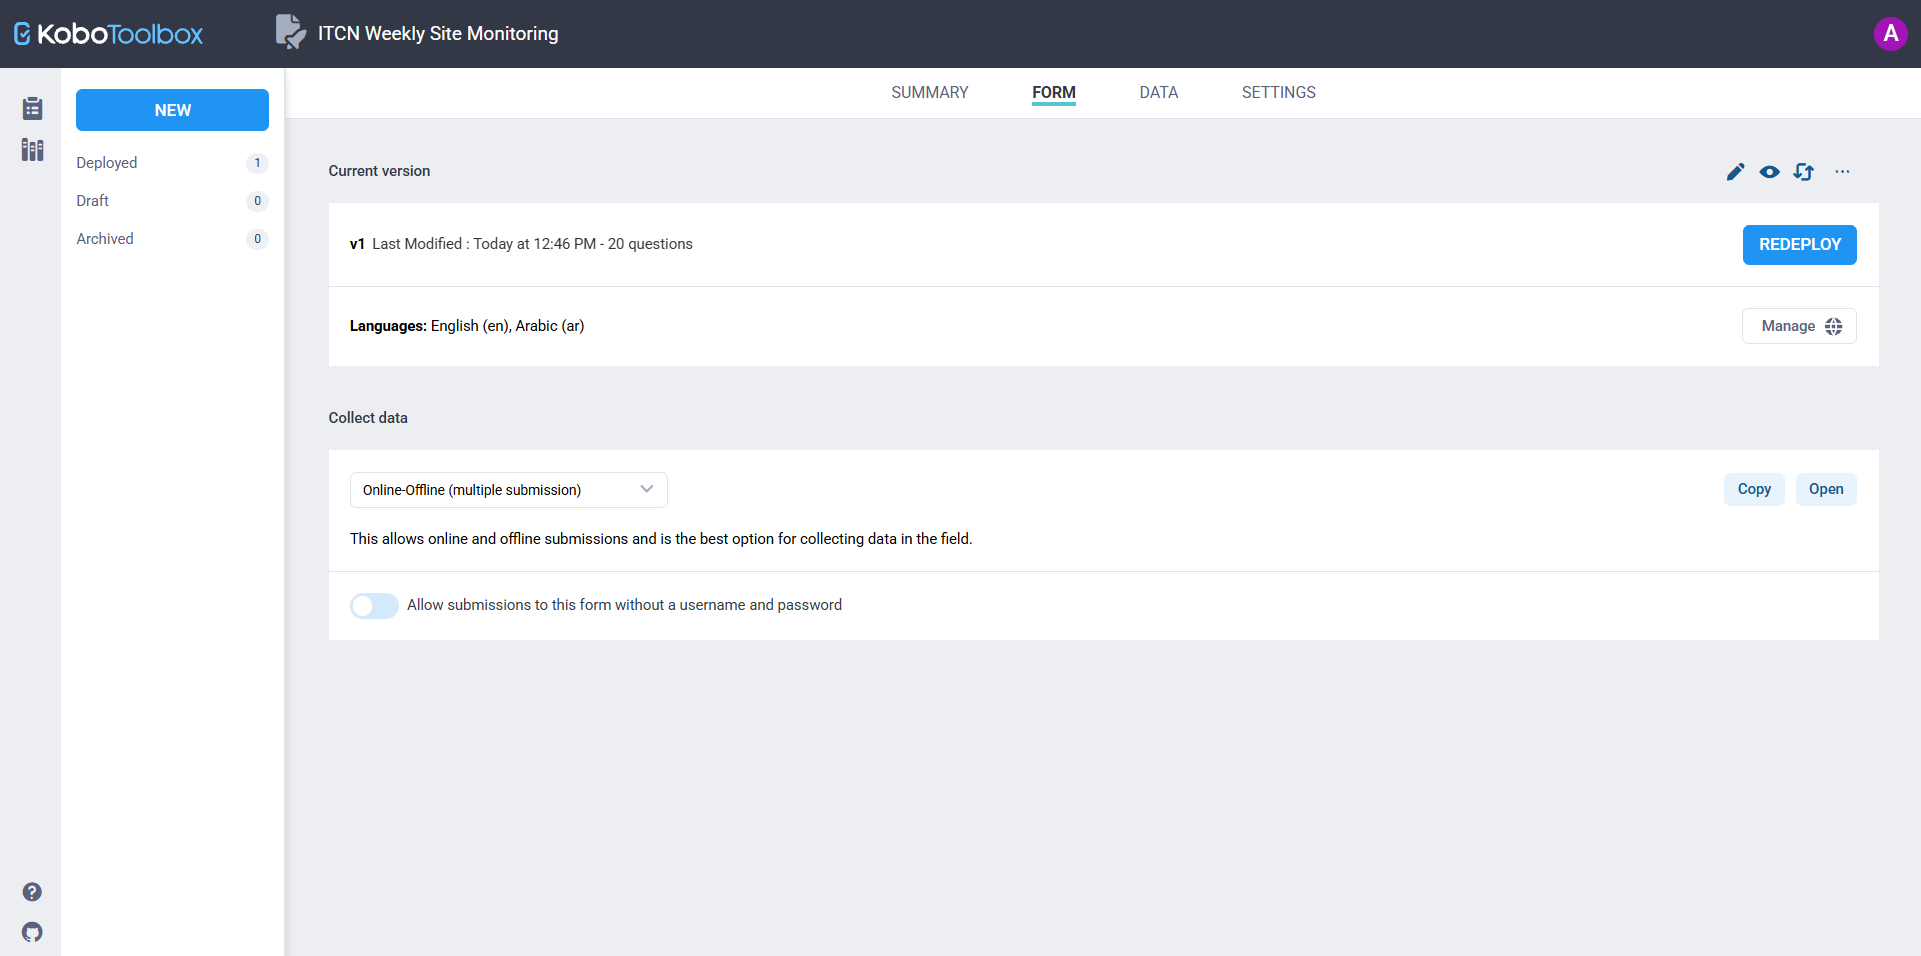 KoboToolbox
ITCN Weekly Site Monitoring
A
NEW
Deployed 1
Draft 0
Archived 0
SUMMARY FORM DATA SETTINGS
Current version
v1 Last Modified : Today at 12:46 PM - 20 questions
REDEPLOY
Languages: English (en), Arabic (ar)
Manage
Collect data
Online-Offline (multiple submission)
Copy Open
This allows online and offline submissions and is the best option for collecting data in the field.
Allow submissions to this form without a username and password